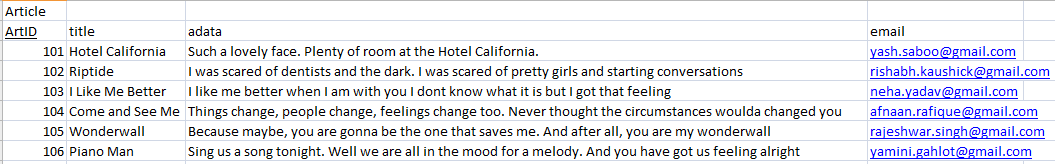 Article
ArtID title adata email
101 Hotel California Such a lovely face. Plenty of room at the Hotel California. yash.saboo@gmail.com
102 Riptide I was scared of dentists and the dark. I was scared of pretty girls and starting conversations rishabh.kaushick@gmail.com
103 I Like Me Better I like me better when I am with you I dont know what it is but I got that feeling neha.yadav@gmail.com
104 Come and See Me Things change, people change, feelings change too. Never thought the circumstances woulda changed you afnaan.rafique@gmail.com
105 Wonderwall Because maybe, you are gonna be the one that saves me. And after all, you are my wonderwall rajeshwar.singh@gmail.com
106 Piano Man Sing us a song tonight. Well we are all in the mood for a melody. And you have got us feeling alright yamini.gahlot@gmail.com